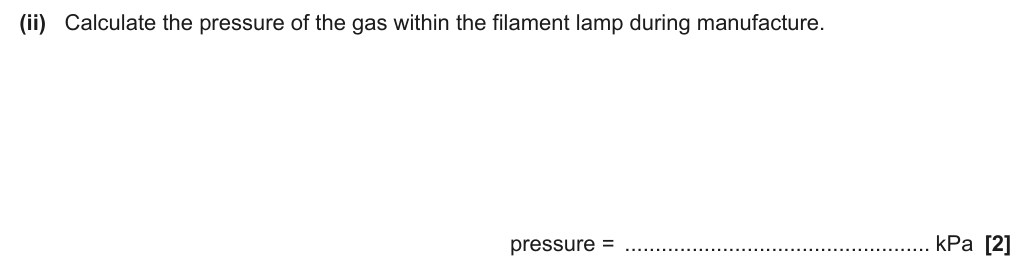 (ii) Calculate the pressure of the gas within the filament lamp during manufacture.
pressure = ................................................. kPa [2]